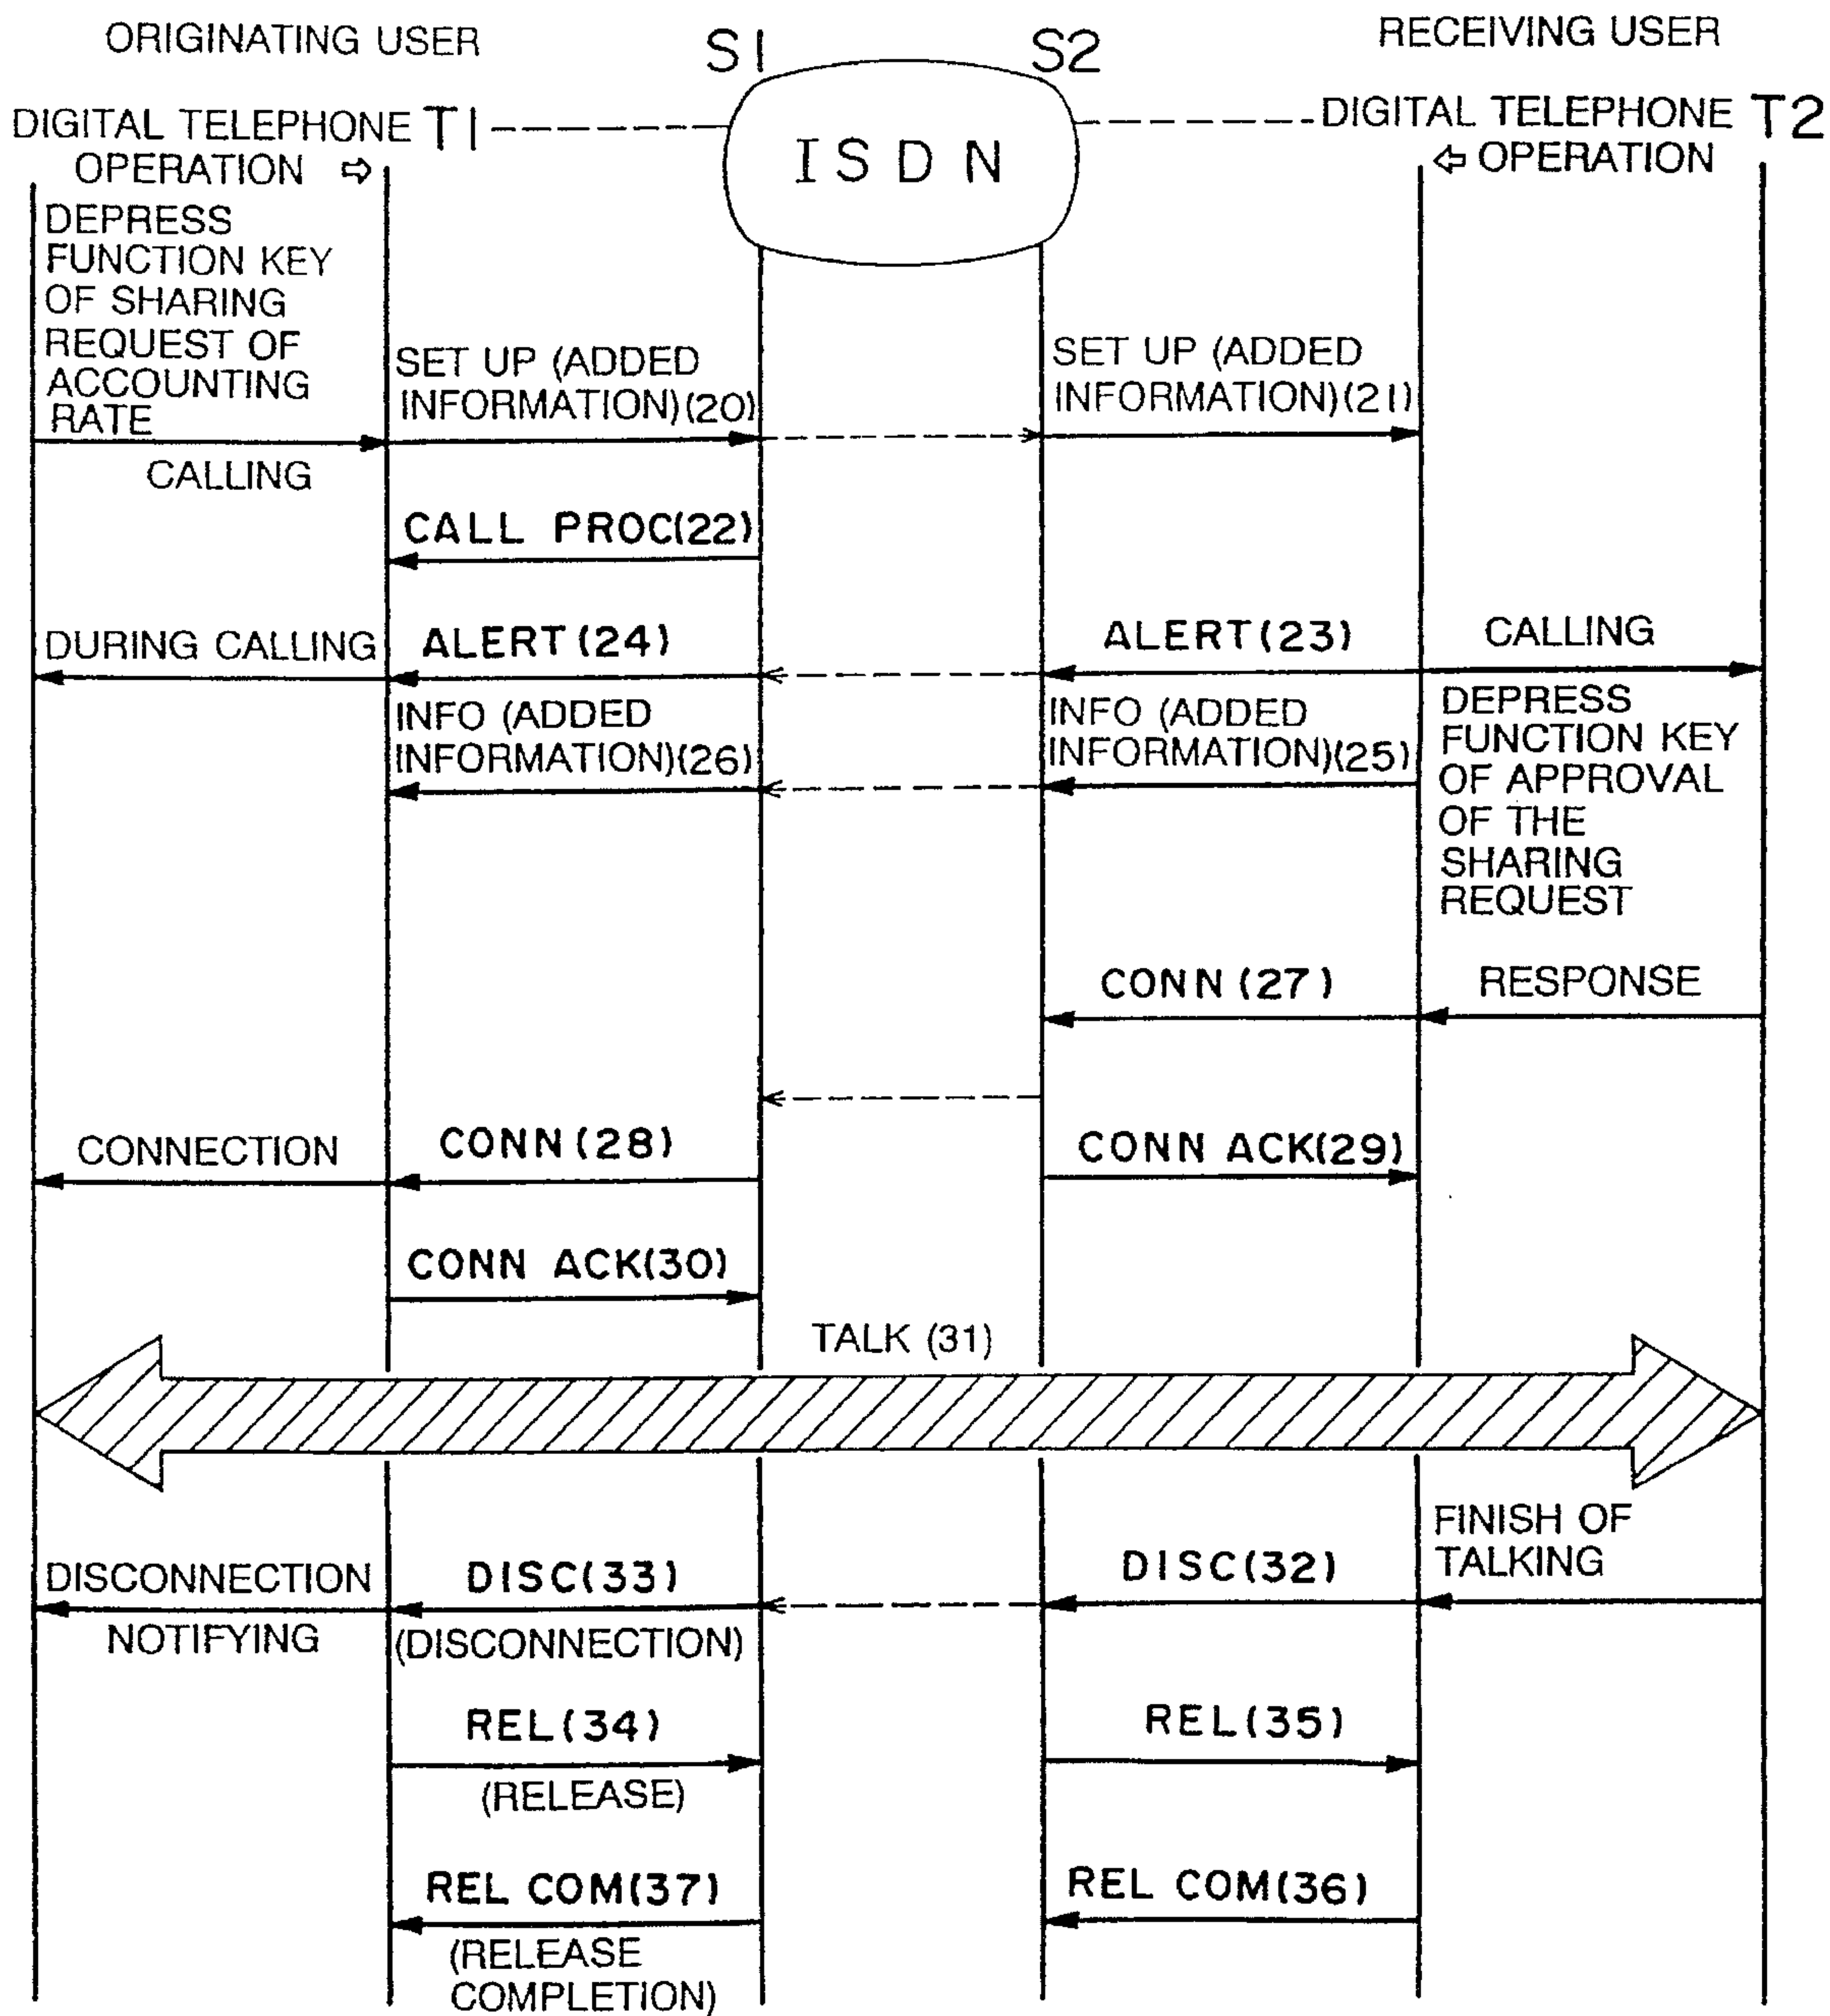 ORIGINATING USER
S1
S2
RECEIVING USER
DIGITAL TELEPHONE T1
OPERATION ⇨
ISDN
DIGITAL TELEPHONE T2
⇦ OPERATION
DEPRESS
FUNCTION KEY
OF SHARING
REQUEST OF
ACCOUNTING
RATE
CALLING
SET UP (ADDED
INFORMATION)(20)
SET UP (ADDED
INFORMATION)(21)
CALL PROC(22)
DURING CALLING
ALERT(24)
ALERT(23)
CALLING
INFO (ADDED
INFORMATION)(26)
INFO (ADDED
INFORMATION)(25)
DEPRESS
FUNCTION KEY
OF APPROVAL
OF THE
SHARING
REQUEST
CONN(27)
RESPONSE
CONNECTION
CONN(28)
CONN ACK(29)
CONN ACK(30)
TALK (31)
FINISH OF
TALKING
DISCONNECTION
NOTIFYING
DISC(33)
(DISCONNECTION)
DISC(32)
REL(34)
(RELEASE)
REL(35)
REL COM(37)
(RELEASE
COMPLETION)
REL COM(36)